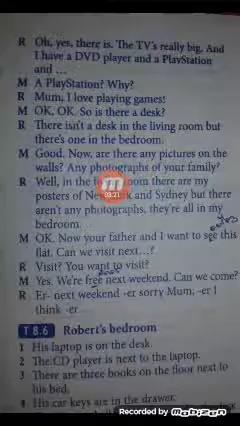 R Oh, yes, there is. The TV's really big. And
I have a DVD player and a PlayStation
and ...
M A PlayStation? Why?
R Mum, I love playing games!
M OK, OK. So is there a desk?
R There isn't a desk in the living room but
there's one in the bedroom.
M Good. Now, are there any pictures on the
walls? Any photographs of your family?
R Well, in the room there are my
posters of New and Sydney but there
aren't any photographs, they're all in my
bedroom.
M OK. Now your father and I want to see this
flat. Can we visit next...?
R Visit? You want to visit?
M Yes. We're free next weekend. Can we come?
R Er- next weekend -er sorry Mum, -er I
think -er
T 8.6 Robert's bedroom
1 His laptop is on the desk.
2 The CD player is next to the laptop.
3 There are three books on the floor next to
his bed.
4 His car keys are in the drawer.
M
03:21
Recorded by Mobizen